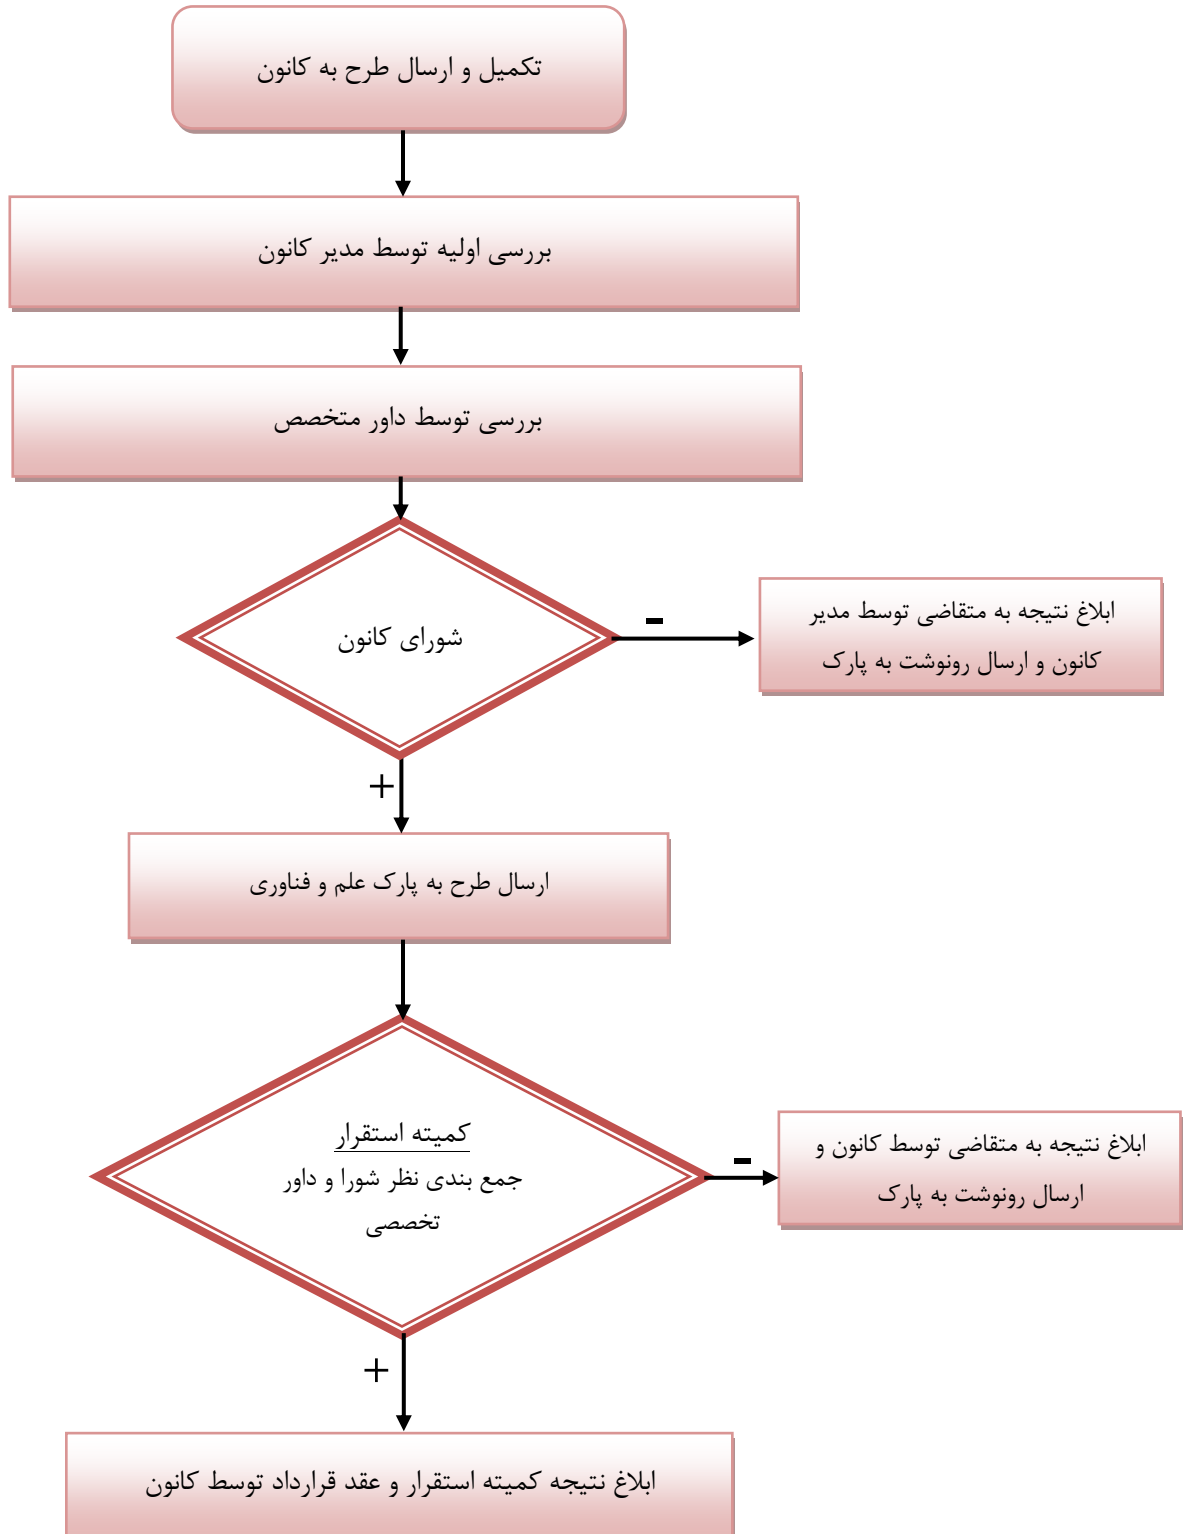 تکمیل و ارسال طرح به کانون
بررسی اولیه توسط مدیر کانون
بررسی توسط داور متخصص
شورای کانون
-
ابلاغ نتیجه به متقاضی توسط مدیر
کانون و ارسال رونوشت به پارک
+
ارسال طرح به پارک علم و فناوری
کمیته استقرار
جمع بندی نظر شورا و داور
تخصصی
-
ابلاغ نتیجه به متقاضی توسط کانون و
ارسال رونوشت به پارک
+
ابلاغ نتیجه کمیته استقرار و عقد قرارداد توسط کانون